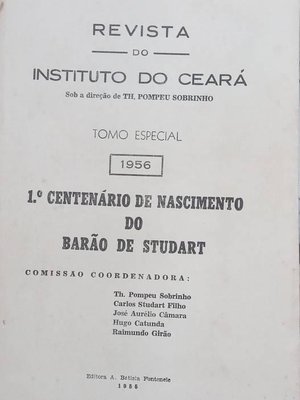 REVISTA
DO
INSTITUTO DO CEARÁ
Sob a direção de TH. POMPEU SOBRINHO
TOMO ESPECIAL
1956
1.º CENTENÁRIO DE NASCIMENTO
DO
BARÃO DE STUDART
COMISSAO COORDENADORA:
Th. Pompeu Sobrinho
Carlos Studart Filho
José Aurélio Câmara
Hugo Catunda
Raimundo Girão
Editora A. Batista Fontenele
1956